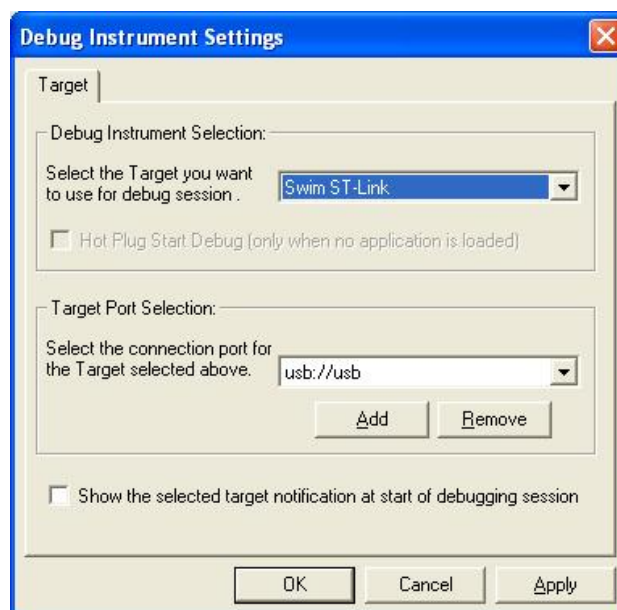 Debug Instrument Settings
Target
Debug Instrument Selection:
Select the Target you want
to use for debug session .
Swim ST-Link
Hot Plug Start Debug (only when no application is loaded)
Target Port Selection:
Select the connection port for
the Target selected above.
usb://usb
Add
Remove
Show the selected target notification at start of debugging session
OK
Cancel
Apply